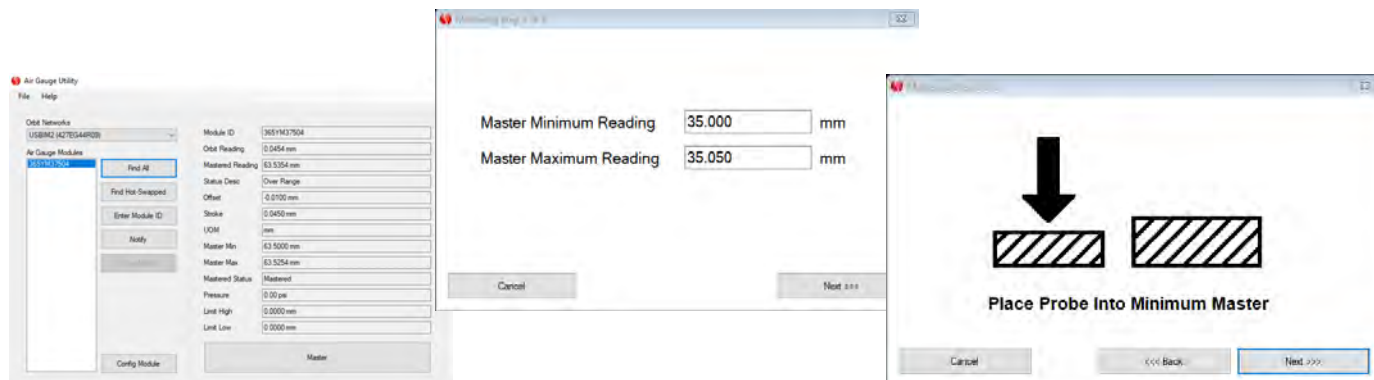 Air Gauge Utility
File Help
Orbit Networks
USBIM2 (427EG44R09)
Air Gauge Modules
365YM37504
Find All
Find Hot-Swapped
Enter Module ID
Notify
Config Module
Module ID 365YM37504
Orbit Reading 0.0454 mm
Mastered Reading 63.5354 mm
Status Desc Over Range
Offset -0.0100 mm
Stroke 0.0450 mm
UOM mm
Master Min 63.5000 mm
Master Max 63.5254 mm
Mastered Status Mastered
Pressure 0.00 psi
Limit High 0.0000 mm
Limit Low 0.0000 mm
Master
Master Minimum Reading 35.000 mm
Master Maximum Reading 35.050 mm
Cancel
Next >>>
Place Probe Into Minimum Master
Cancel
<<< Back
Next >>>